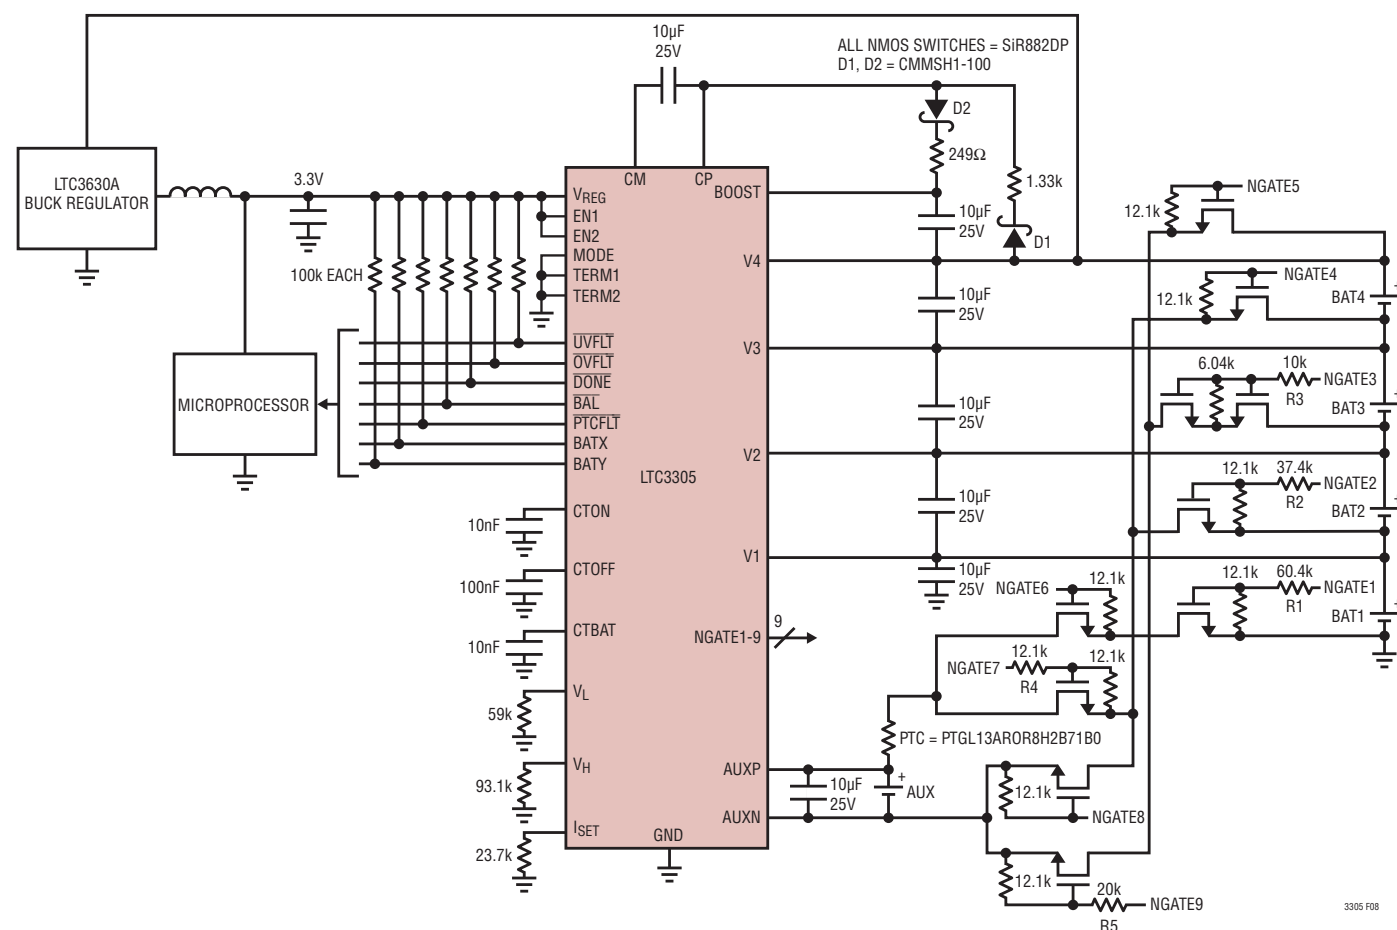 10µF
25V
ALL NMOS SWITCHES = SiR882DP
D1, D2 = CMMSH1-100
D2
249Ω
LTC3630A
BUCK REGULATOR
3.3V
CM
CP
VREG
EN1
EN2
MODE
TERM1
TERM2
BOOST
1.33k
D1
10µF
25V
V4
100k EACH
10µF
25V
V3
UVFLT
OVFLT
DONE
BAL
PTCFLT
BATX
BATY
MICROPROCESSOR
LTC3305
10µF
25V
V2
10µF
25V
V1
10µF
25V
CTON
10nF
CTOFF
100nF
CTBAT
10nF
VL
59k
VH
93.1k
ISET
23.7k
GND
NGATE1-9
9
AUXP
AUXN
10µF
25V
+
AUX
PTC = PTGL13AROR8H2B71B0
NGATE5
12.1k
NGATE4
12.1k
+
BAT4
6.04k
10k
NGATE3
R3
+
BAT3
12.1k
37.4k
NGATE2
R2
+
BAT2
12.1k
60.4k
NGATE1
R1
+
BAT1
NGATE6
12.1k
NGATE7
12.1k
R4
12.1k
12.1k
NGATE8
12.1k
20k
NGATE9
R5
3305 F08